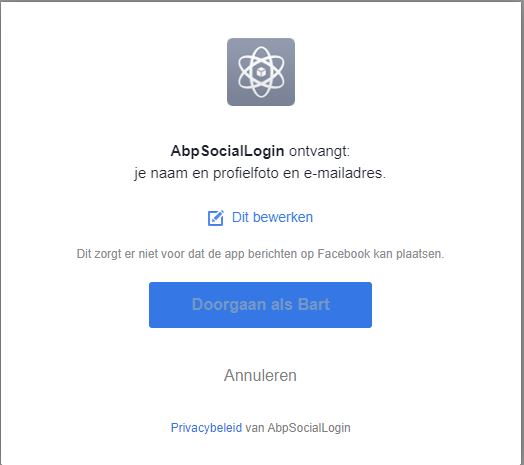 AbpSocialLogin ontvangt:
je naam en profielfoto en e-mailadres.
Dit bewerken
Dit zorgt er niet voor dat de app berichten op Facebook kan plaatsen.
Doorgaan als Bart
Annuleren
Privacybeleid van AbpSocialLogin